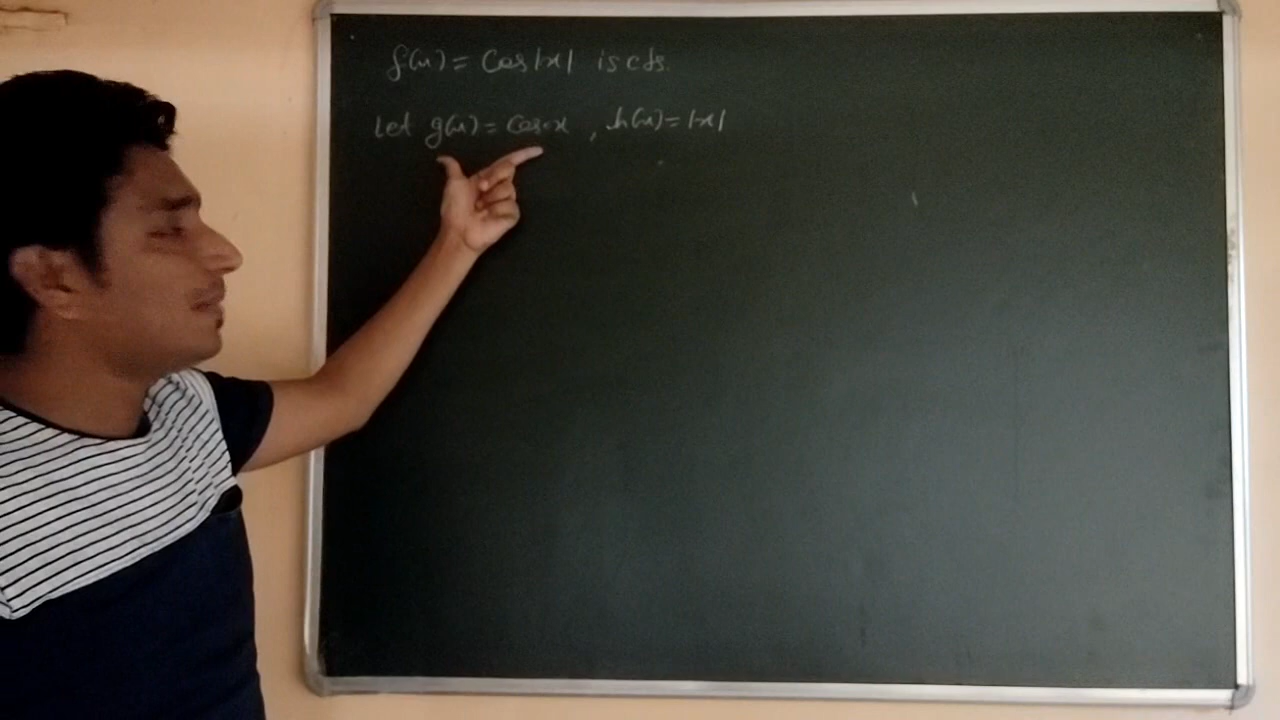 f(x) = Cos|x| is cts.
Let g(x) = Cos x , h(x) = |x|